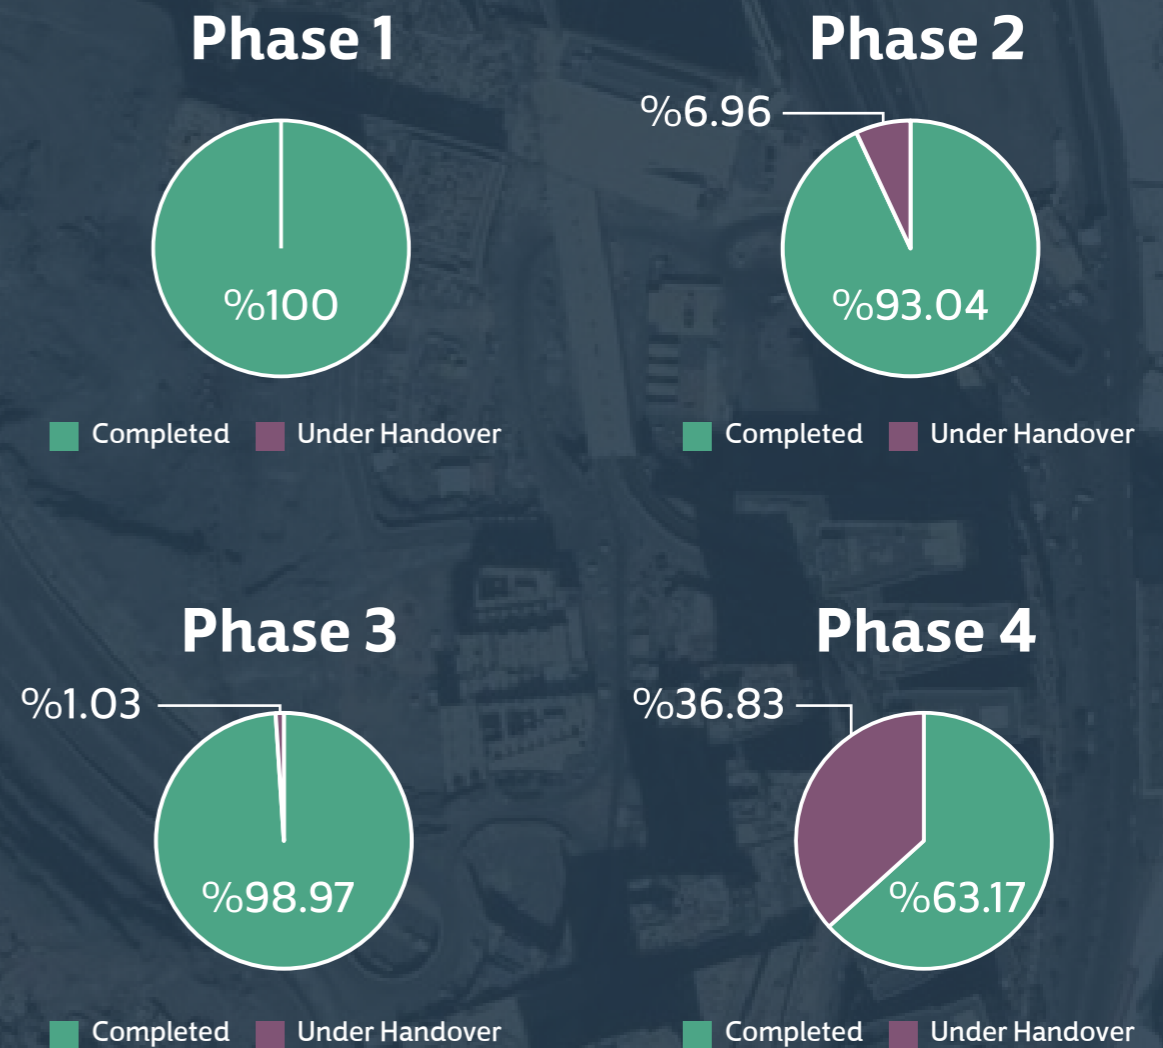 Phase 1
%100
Completed
Under Handover
Phase 2
%6.96
%93.04
Completed
Under Handover
Phase 3
%1.03
%98.97
Completed
Under Handover
Phase 4
%36.83
%63.17
Completed
Under Handover